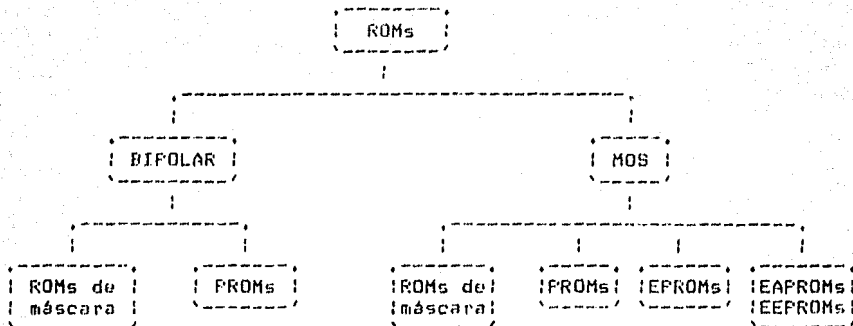 ROMs
BIPOLAR
MOS
ROMs de
máscara
PROMs
ROMs de
máscara
PROMs
EPROMs
EAPROMs
EEPROMs